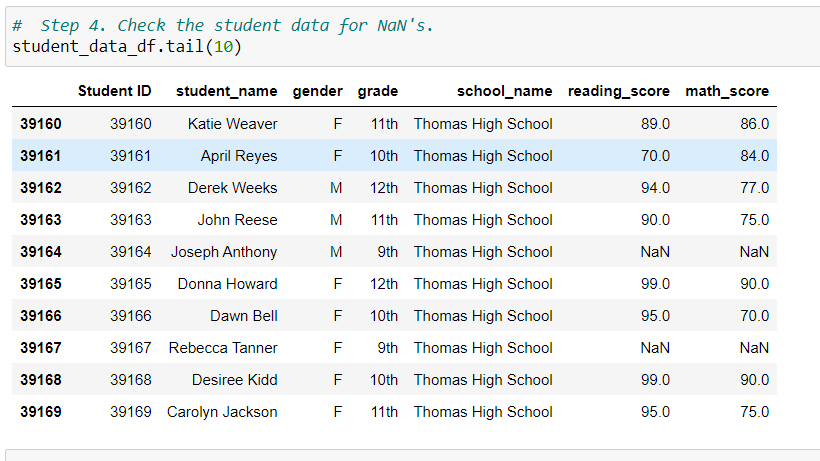 #  Step 4. Check the student data for NaN's.
student_data_df.tail(10)
Student ID student_name gender grade school_name reading_score math_score
39160 39160 Katie Weaver F 11th Thomas High School 89.0 86.0
39161 39161 April Reyes F 10th Thomas High School 70.0 84.0
39162 39162 Derek Weeks M 12th Thomas High School 94.0 77.0
39163 39163 John Reese M 11th Thomas High School 90.0 75.0
39164 39164 Joseph Anthony M 9th Thomas High School NaN NaN
39165 39165 Donna Howard F 12th Thomas High School 99.0 90.0
39166 39166 Dawn Bell F 10th Thomas High School 95.0 70.0
39167 39167 Rebecca Tanner F 9th Thomas High School NaN NaN
39168 39168 Desiree Kidd F 10th Thomas High School 99.0 90.0
39169 39169 Carolyn Jackson F 11th Thomas High School 95.0 75.0